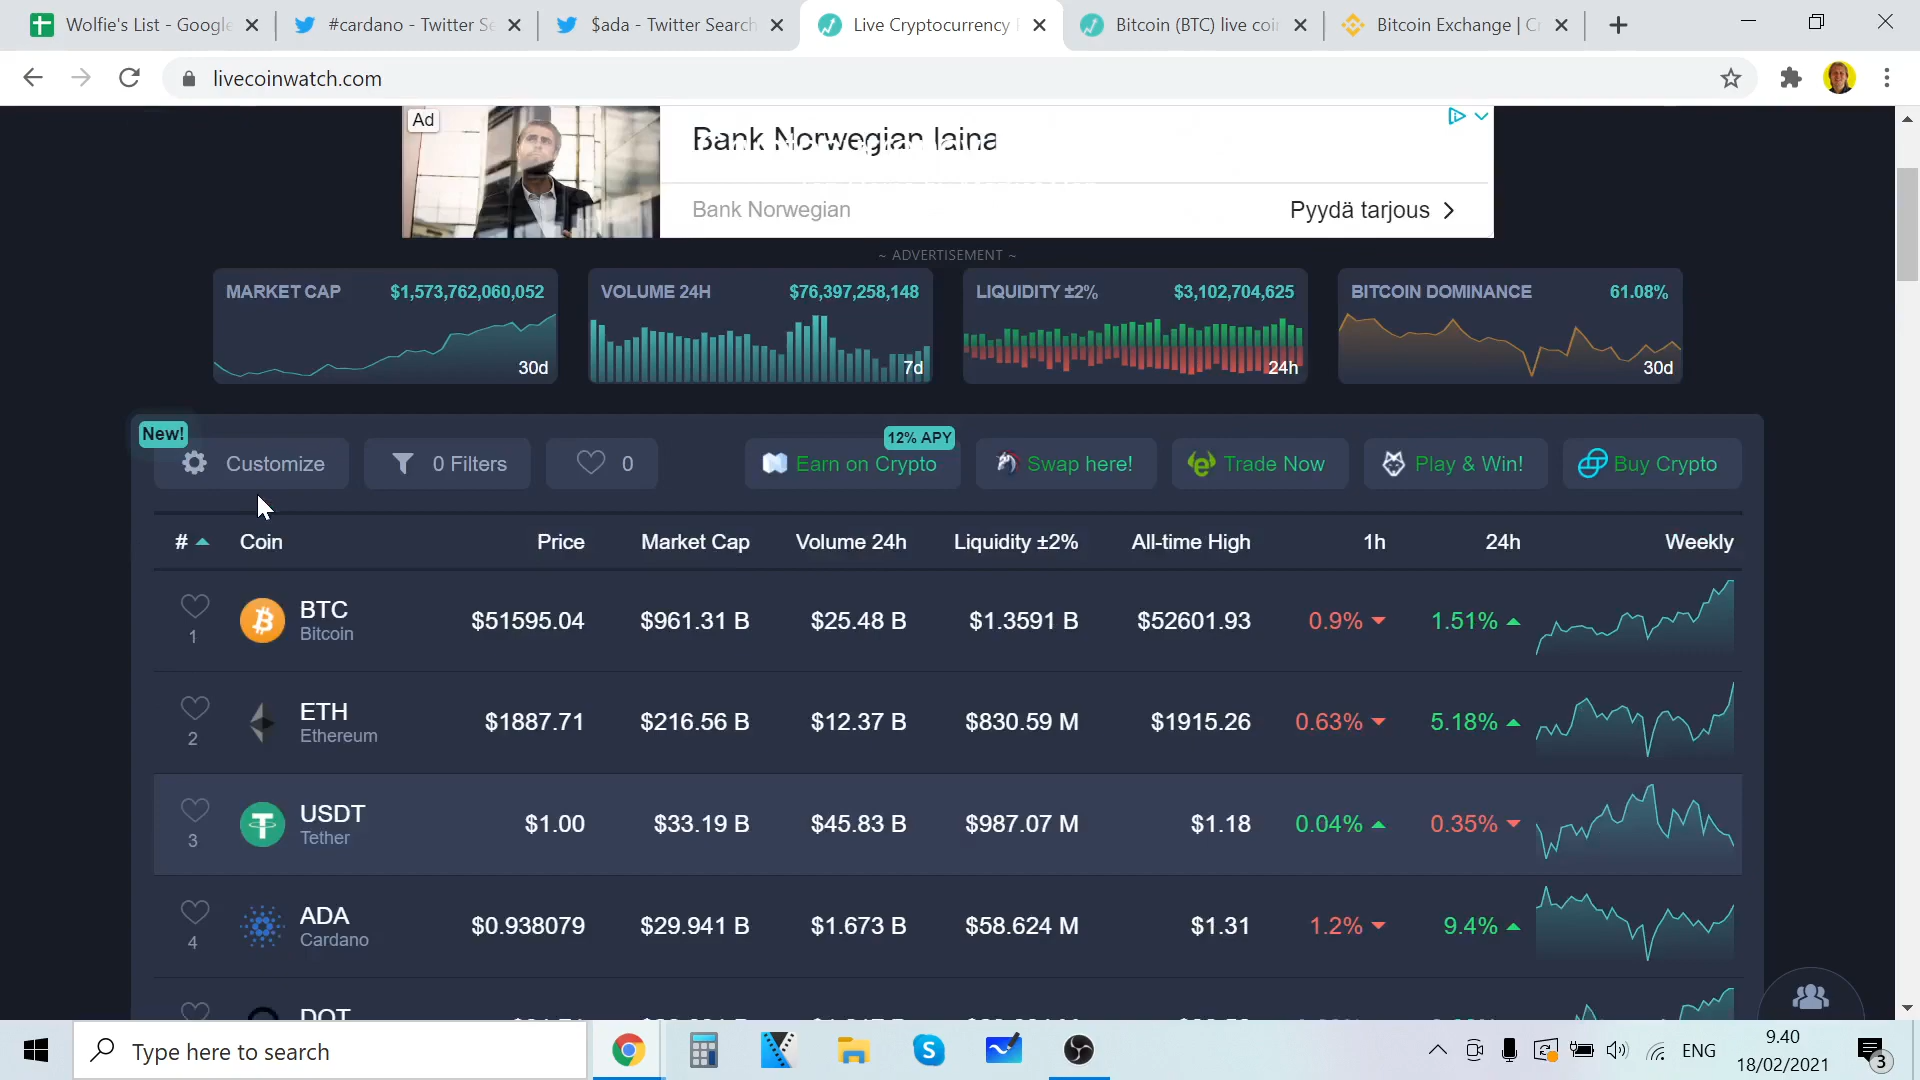 Wolfie's List - Google
#cardano - Twitter Se
$ada - Twitter Search
Live Cryptocurrency
Bitcoin (BTC) live coin
Bitcoin Exchange | Cr
livecoinwatch.com
Ad
Bank Norwegian laina
Bank Norwegian
Pyydä tarjous
~ ADVERTISEMENT ~
MARKET CAP $1,573,762,060,052
30d
VOLUME 24H $76,397,258,148
7d
LIQUIDITY ±2% $3,102,704,625
24h
BITCOIN DOMINANCE 61.08%
30d
New!
Customize
0 Filters
0
12% APY
Earn on Crypto
Swap here!
Trade Now
Play & Win!
Buy Crypto
# Coin Price Market Cap Volume 24h Liquidity ±2% All-time High 1h 24h Weekly
1 BTC Bitcoin $51595.04 $961.31 B $25.48 B $1.3591 B $52601.93 0.9% 1.51%
2 ETH Ethereum $1887.71 $216.56 B $12.37 B $830.59 M $1915.26 0.63% 5.18%
3 USDT Tether $1.00 $33.19 B $45.83 B $987.07 M $1.18 0.04% 0.35%
4 ADA Cardano $0.938079 $29.941 B $1.673 B $58.624 M $1.31 1.2% 9.4%
DOT
Type here to search
ENG
9.40
18/02/2021
3